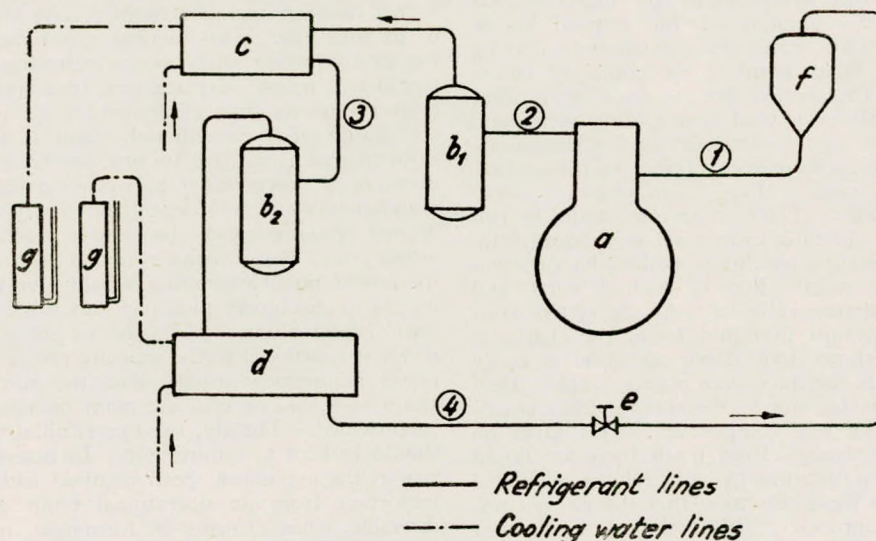 c
f
③
②
①
b₁
b₂
a
g
g
d
④
e
Refrigerant lines
Cooling water lines